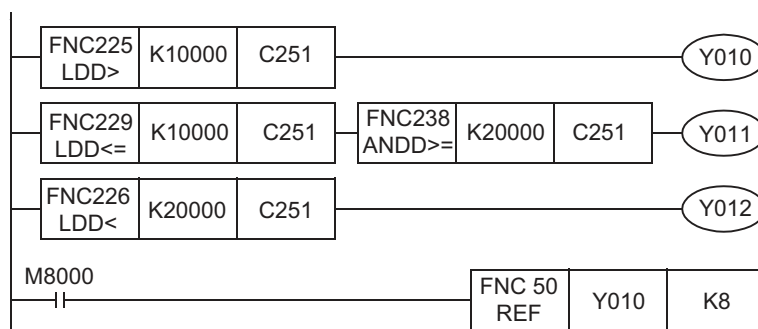 FNC225 LDD> K10000 C251 Y010
FNC229 LDD<= K10000 C251 FNC238 ANDD>= K20000 C251 Y011
FNC226 LDD< K20000 C251 Y012
M8000
FNC 50 REF Y010 K8